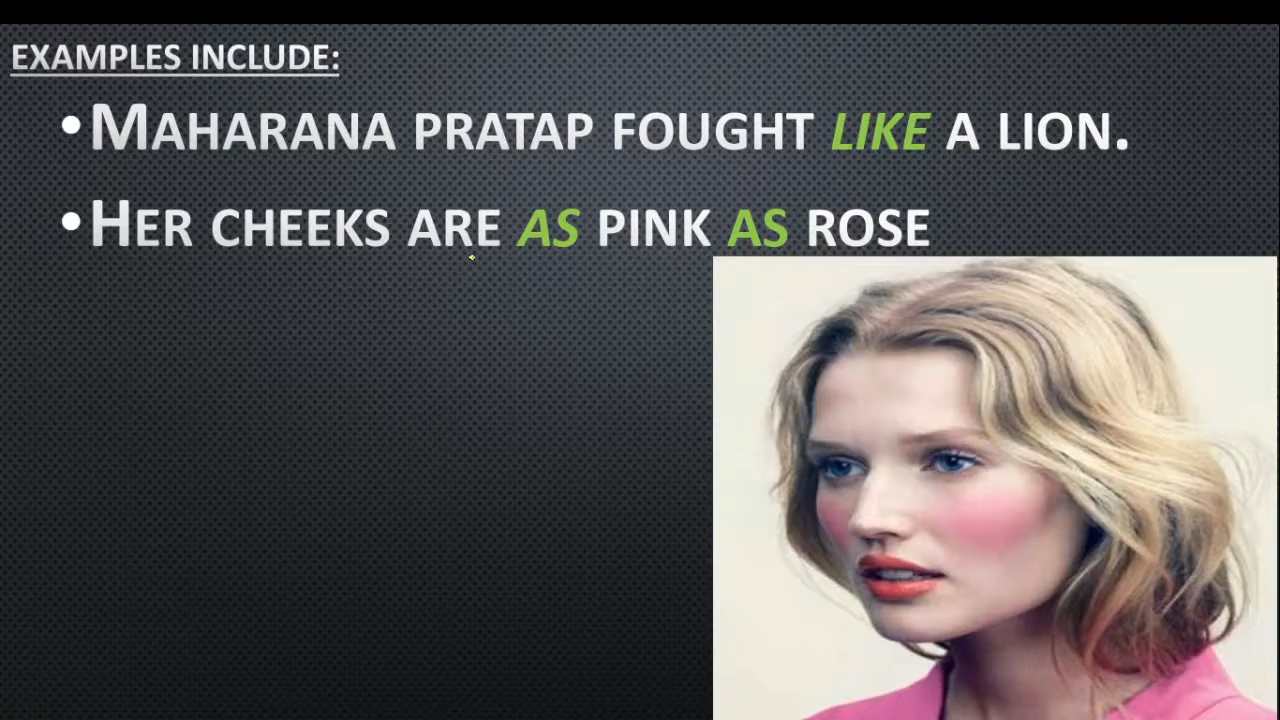 EXAMPLES INCLUDE:
•MAHARANA PRATAP FOUGHT LIKE A LION.
•HER CHEEKS ARE AS PINK AS ROSE